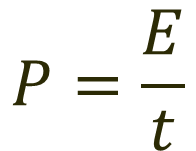 P = E/t